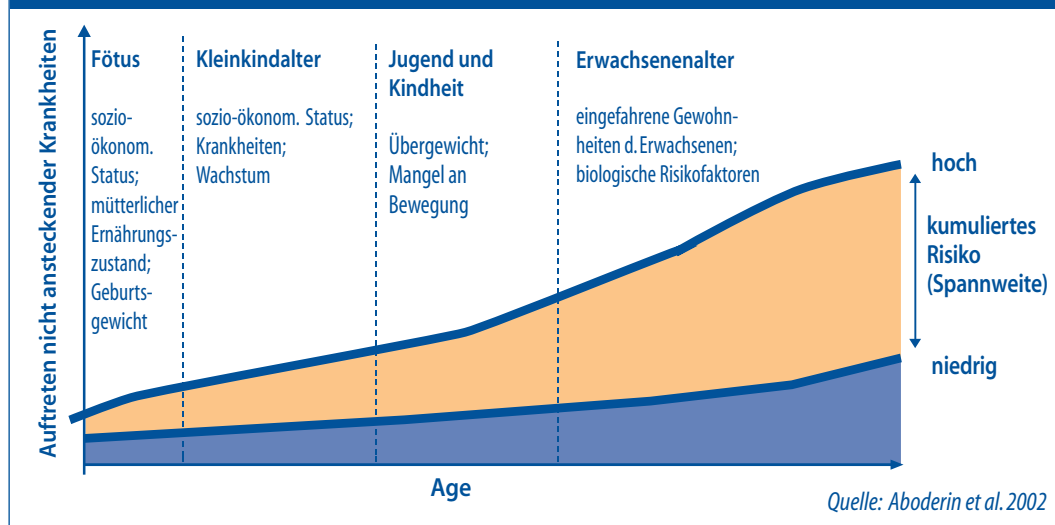 Auftreten nicht ansteckender Krankheiten
Fötus
sozio-
ökonom.
Status;
mütterlicher
Ernährungs-
zustand;
Geburts-
gewicht
Kleinkindalter
sozio-ökonom. Status;
Krankheiten;
Wachstum
Jugend und
Kindheit
Übergewicht;
Mangel an
Bewegung
Erwachsenenalter
eingefahrene Gewohn-
heiten d. Erwachsenen;
biologische Risikofaktoren
hoch
kumuliertes
Risiko
(Spannweite)
niedrig
Age
Quelle: Aboderin et al. 2002